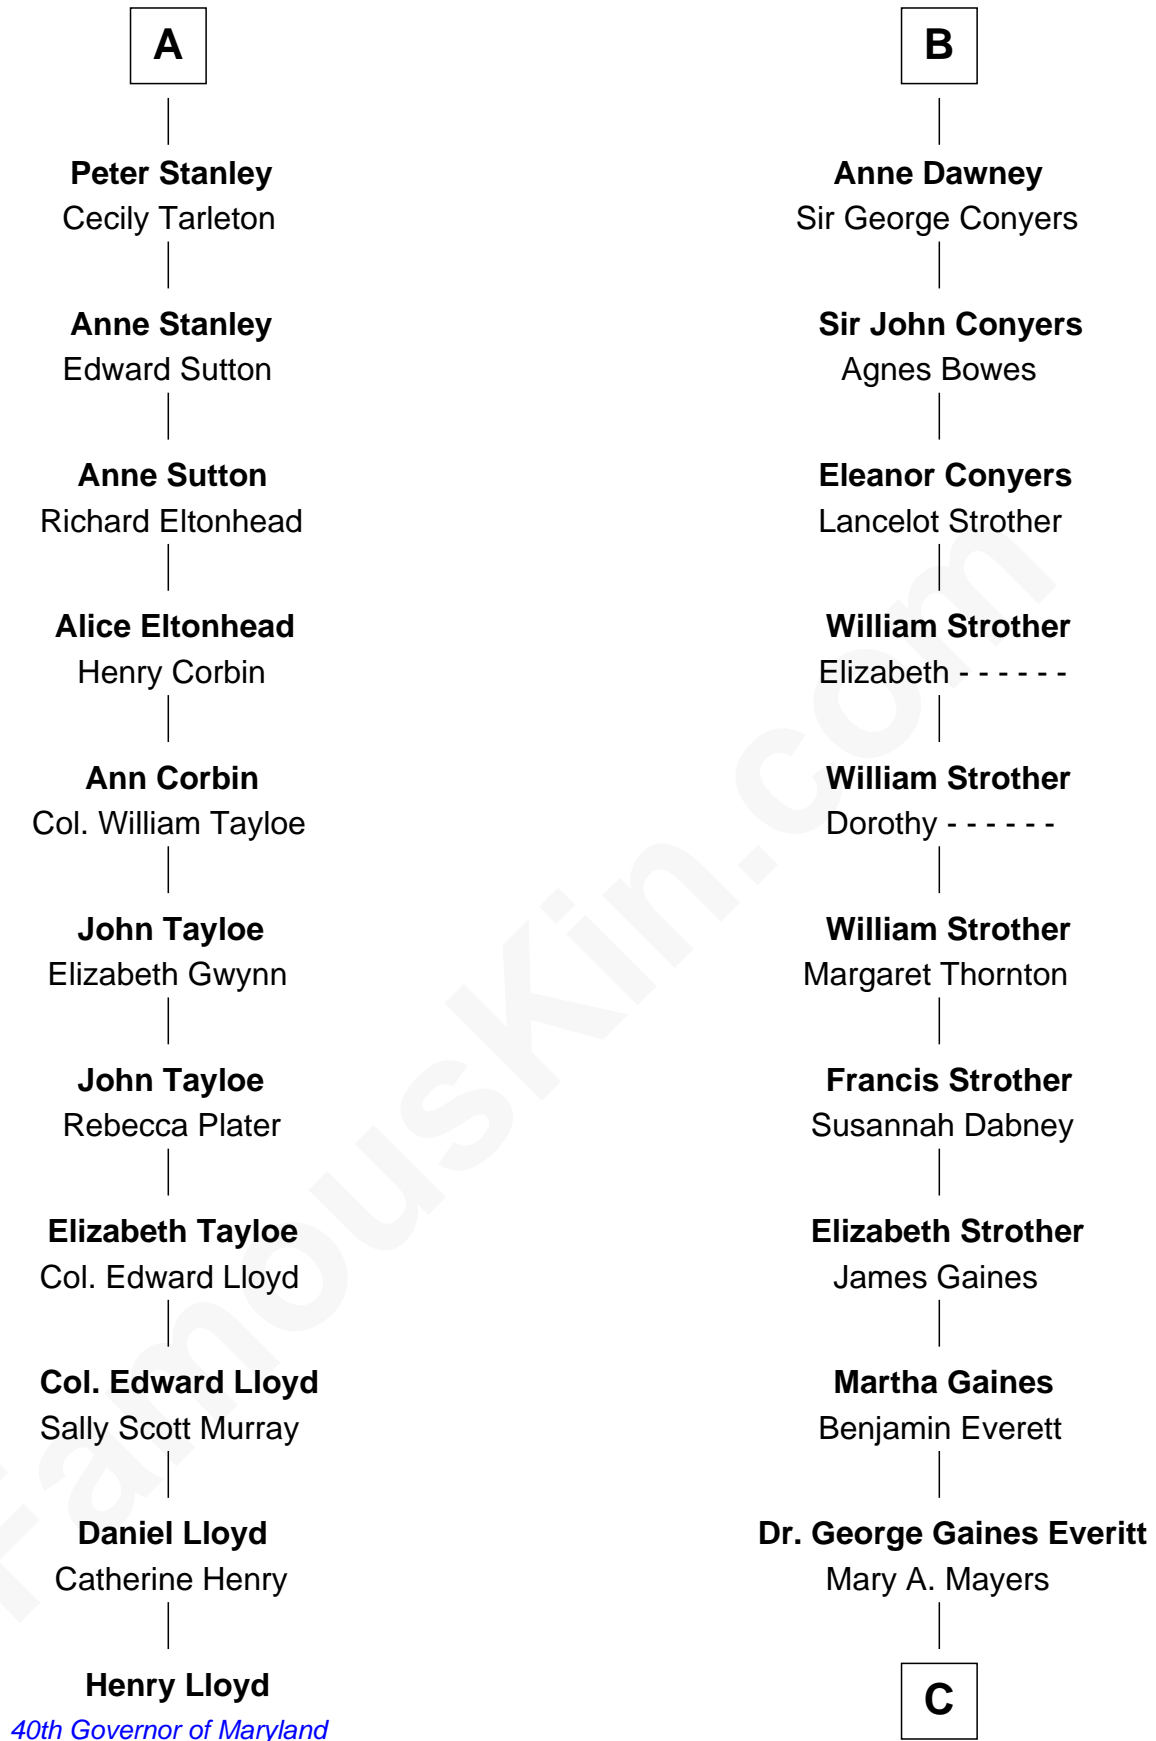 A
Peter Stanley
Cecily Tarleton
Anne Stanley
Edward Sutton
Anne Sutton
Richard Eltonhead
Alice Eltonhead
Henry Corbin
Ann Corbin
Col. William Tayloe
John Tayloe
Elizabeth Gwynn
John Tayloe
Rebecca Plater
Elizabeth Tayloe
Col. Edward Lloyd
Col. Edward Lloyd
Sally Scott Murray
Daniel Lloyd
Catherine Henry
Henry Lloyd
40th Governor of Maryland
B
Anne Dawney
Sir George Conyers
Sir John Conyers
Agnes Bowes
Eleanor Conyers
Lancelot Strother
William Strother
Elizabeth - - - - - -
William Strother
Dorothy - - - - - -
William Strother
Margaret Thornton
Francis Strother
Susannah Dabney
Elizabeth Strother
James Gaines
Martha Gaines
Benjamin Everett
Dr. George Gaines Everitt
Mary A. Mayers
C
FamousKin.com